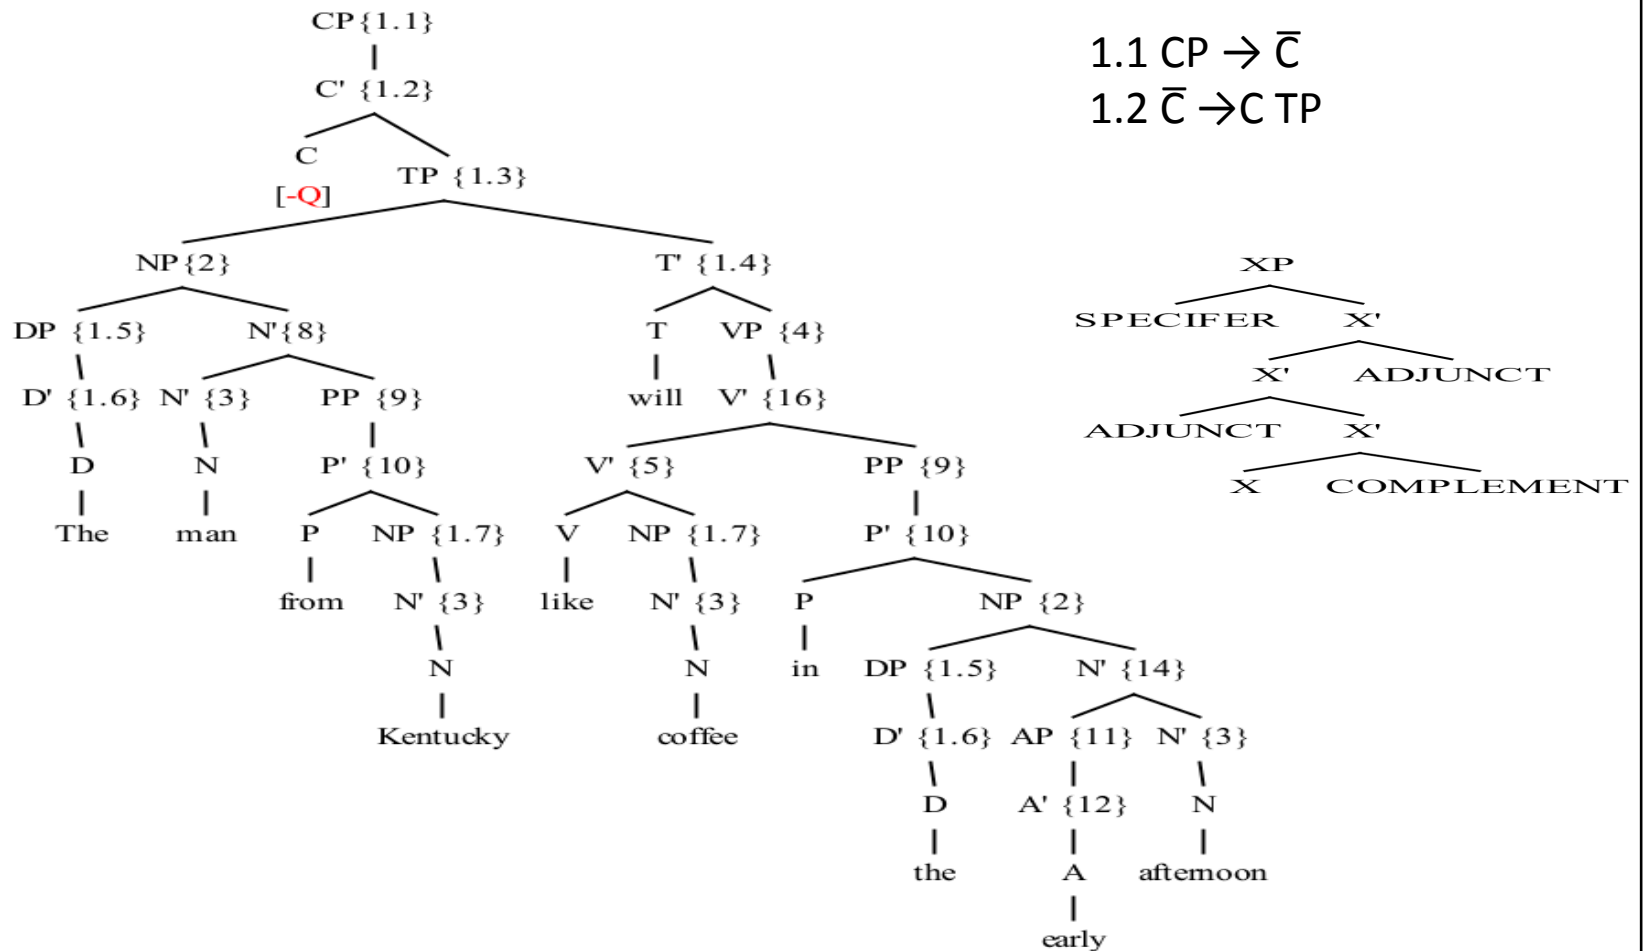 CP{1.1}
1.1 CP → C̅
C' {1.2}
1.2 C̅ →C TP
C
TP {1.3}
[-Q]
NP{2} T' {1.4} XP
DP {1.5} N'{8} T VP {4} SPECIFER X'
X' ADJUNCT
D' {1.6} N' {3} PP {9} will V' {16}
ADJUNCT X'
D N P' {10} V' {5} PP {9}
X COMPLEMENT
The man P NP {1.7} V NP {1.7} P' {10}
from N' {3} like N' {3} P NP {2}
N N in DP {1.5} N' {14}
Kentucky coffee D' {1.6} AP {11} N' {3}
D A' {12} N
the A afternoon
early